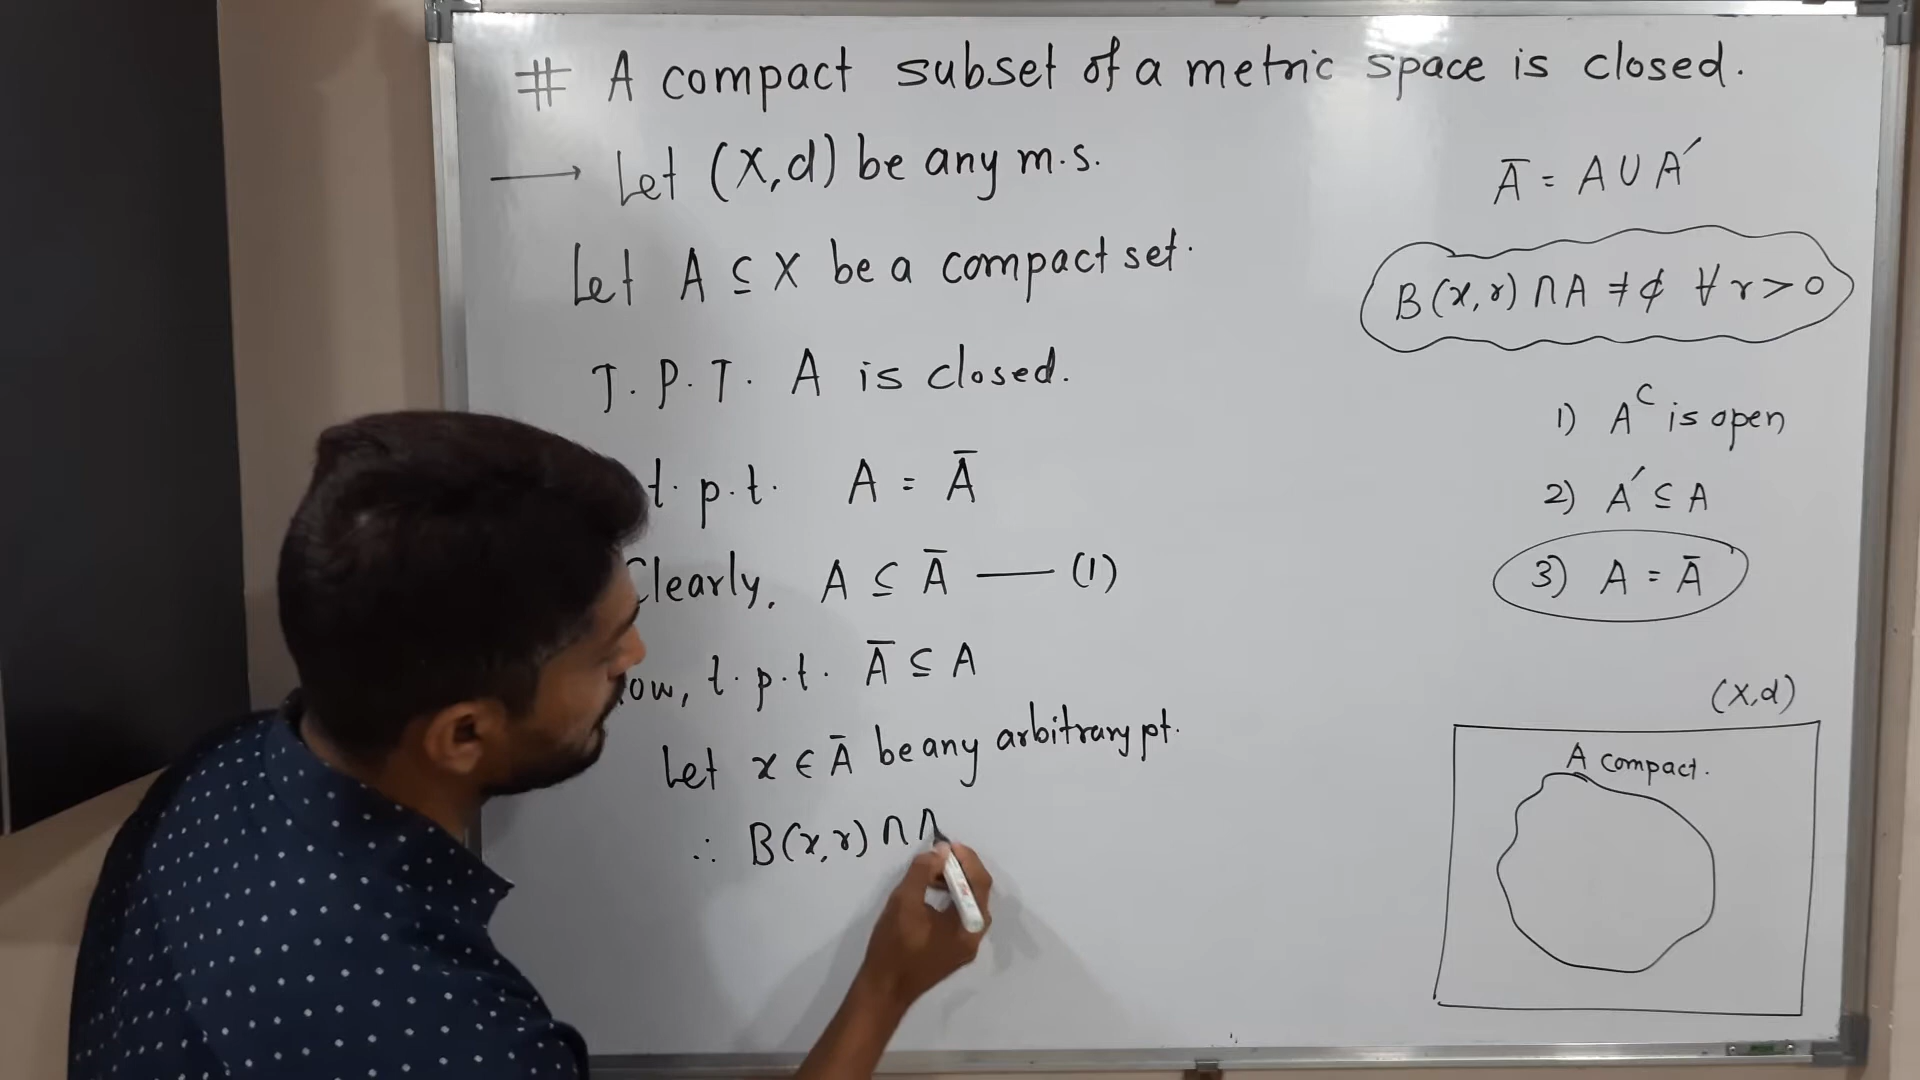 # A compact subset of a metric space is closed.
→ Let (X,d) be any m.s.
Let A ⊆ X be a compact set.
T.P.T. A is closed.
t.p.t. A = Ā
Clearly, A ⊆ Ā — (1)
ow, t.p.t. Ā ⊆ A
Let x ∈ Ā be any arbitrary pt.
∴ B(x,r) ∩ A
Ā = A ∪ A′
B(x,r) ∩ A ≠ ϕ ∀ r > 0
1) Aᶜ is open
2) A′ ⊆ A
3) A = Ā
(X,d)
A compact.